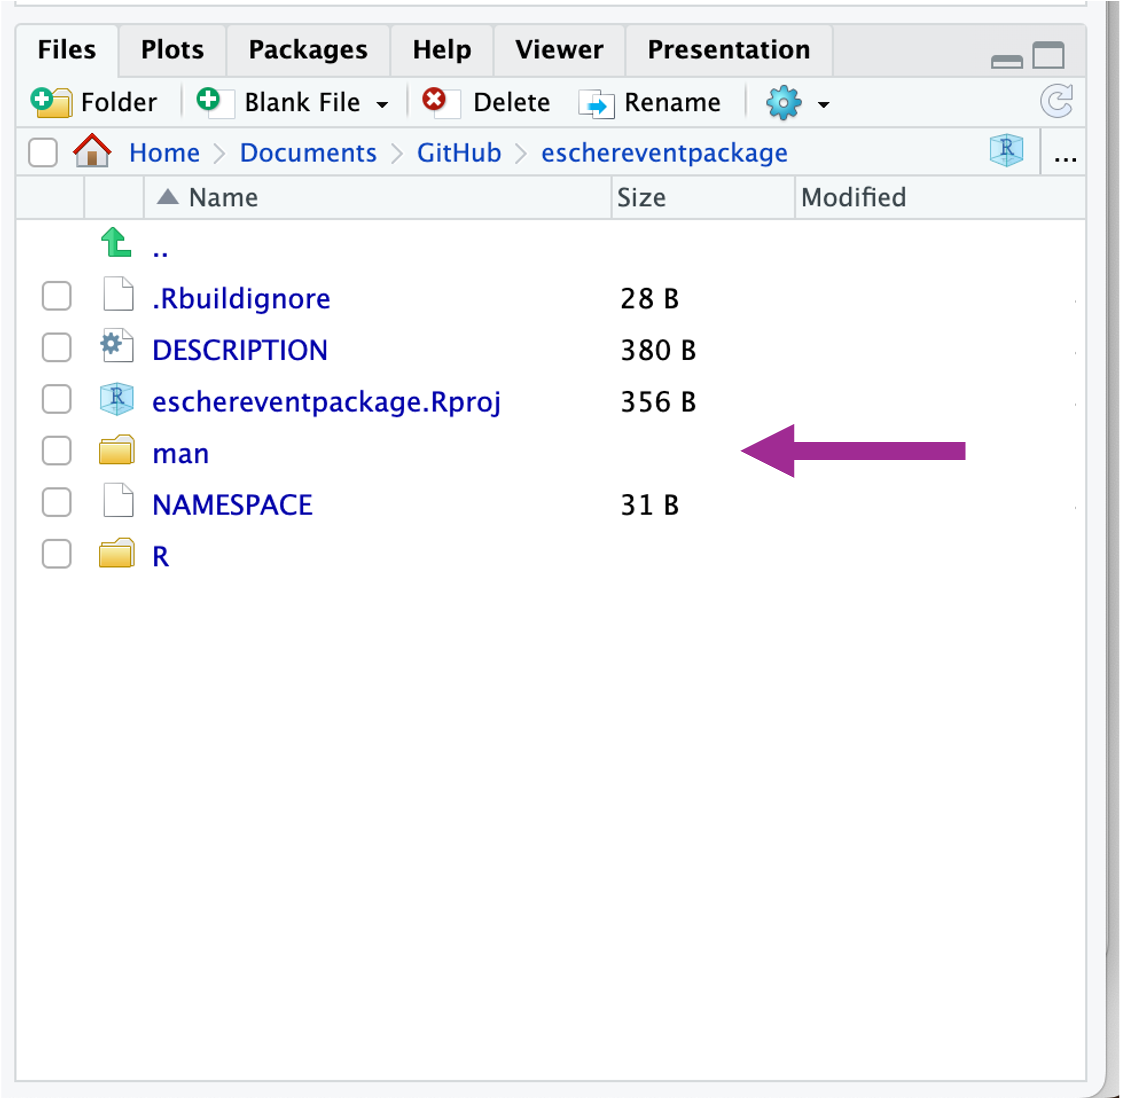 Files Plots Packages Help Viewer Presentation
Folder Blank File Delete Rename
Home Documents GitHub eschereventpackage R ...
Name Size Modified
..
.Rbuildignore 28 B
DESCRIPTION 380 B
R eschereventpackage.Rproj 356 B
man
NAMESPACE 31 B
R